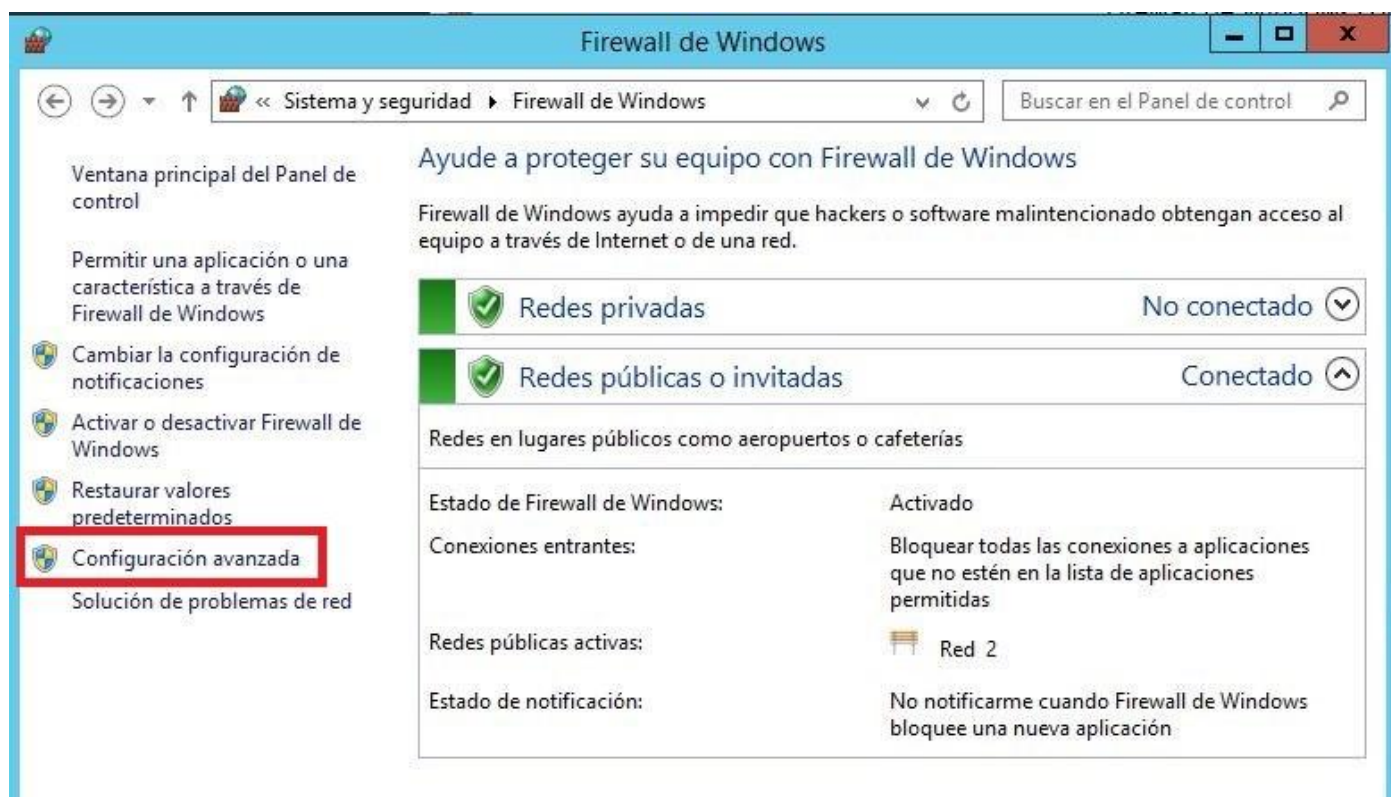 Firewall de Windows
« Sistema y seguridad ▸ Firewall de Windows
Buscar en el Panel de control
Ventana principal del Panel de
control
Permitir una aplicación o una
característica a través de
Firewall de Windows
Cambiar la configuración de
notificaciones
Activar o desactivar Firewall de
Windows
Restaurar valores
predeterminados
Configuración avanzada
Solución de problemas de red
Ayude a proteger su equipo con Firewall de Windows
Firewall de Windows ayuda a impedir que hackers o software malintencionado obtengan acceso al
equipo a través de Internet o de una red.
Redes privadas
No conectado
Redes públicas o invitadas
Conectado
Redes en lugares públicos como aeropuertos o cafeterías
Estado de Firewall de Windows:
Activado
Conexiones entrantes:
Bloquear todas las conexiones a aplicaciones
que no estén en la lista de aplicaciones
permitidas
Redes públicas activas:
Red 2
Estado de notificación:
No notificarme cuando Firewall de Windows
bloquee una nueva aplicación